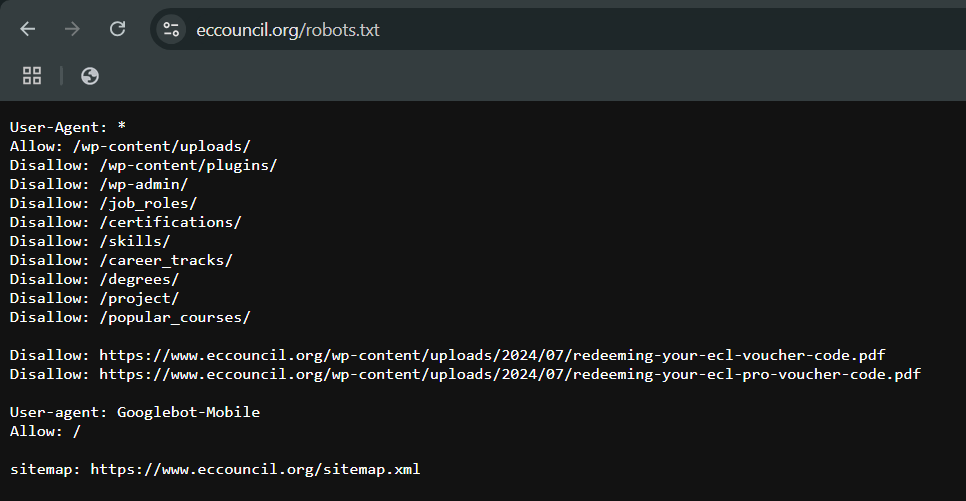 eccouncil.org/robots.txt
User-Agent: *
Allow: /wp-content/uploads/
Disallow: /wp-content/plugins/
Disallow: /wp-admin/
Disallow: /job_roles/
Disallow: /certifications/
Disallow: /skills/
Disallow: /career_tracks/
Disallow: /degrees/
Disallow: /project/
Disallow: /popular_courses/
Disallow: https://www.eccouncil.org/wp-content/uploads/2024/07/redeeming-your-ecl-voucher-code.pdf
Disallow: https://www.eccouncil.org/wp-content/uploads/2024/07/redeeming-your-ecl-pro-voucher-code.pdf
User-agent: Googlebot-Mobile
Allow: /
sitemap: https://www.eccouncil.org/sitemap.xml